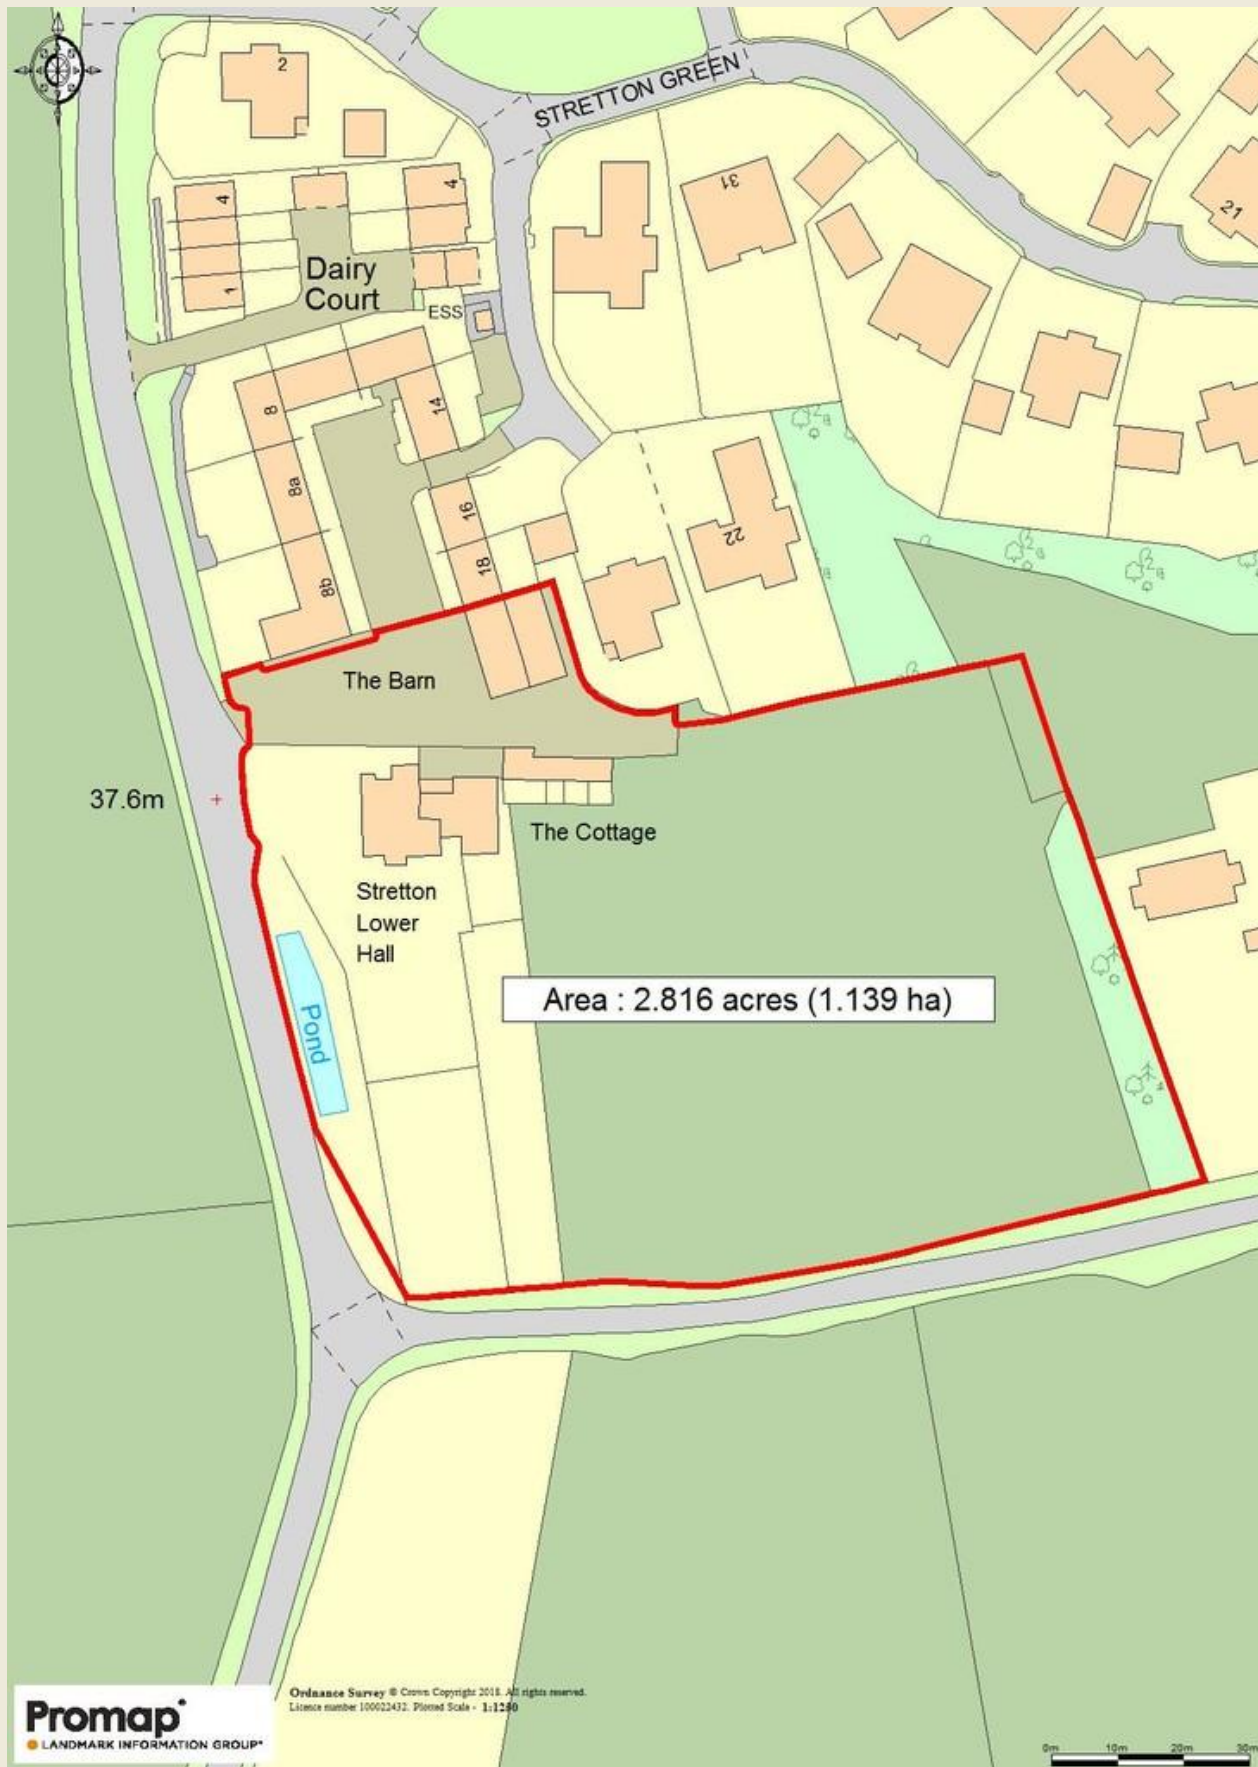 2
STRETTON GREEN
4
4
31
21
1
Dairy
Court
ESS
8
14
8a
16
22
18
8b
The Barn
37.6m
The Cottage
Stretton
Lower
Hall
Area : 2.816 acres (1.139 ha)
Pond
Promap
LANDMARK INFORMATION GROUP
Ordnance Survey © Crown Copyright 2018. All rights reserved.
Licence number 100022432. Plotted Scale - 1:1250
0m 10m 20m 30m